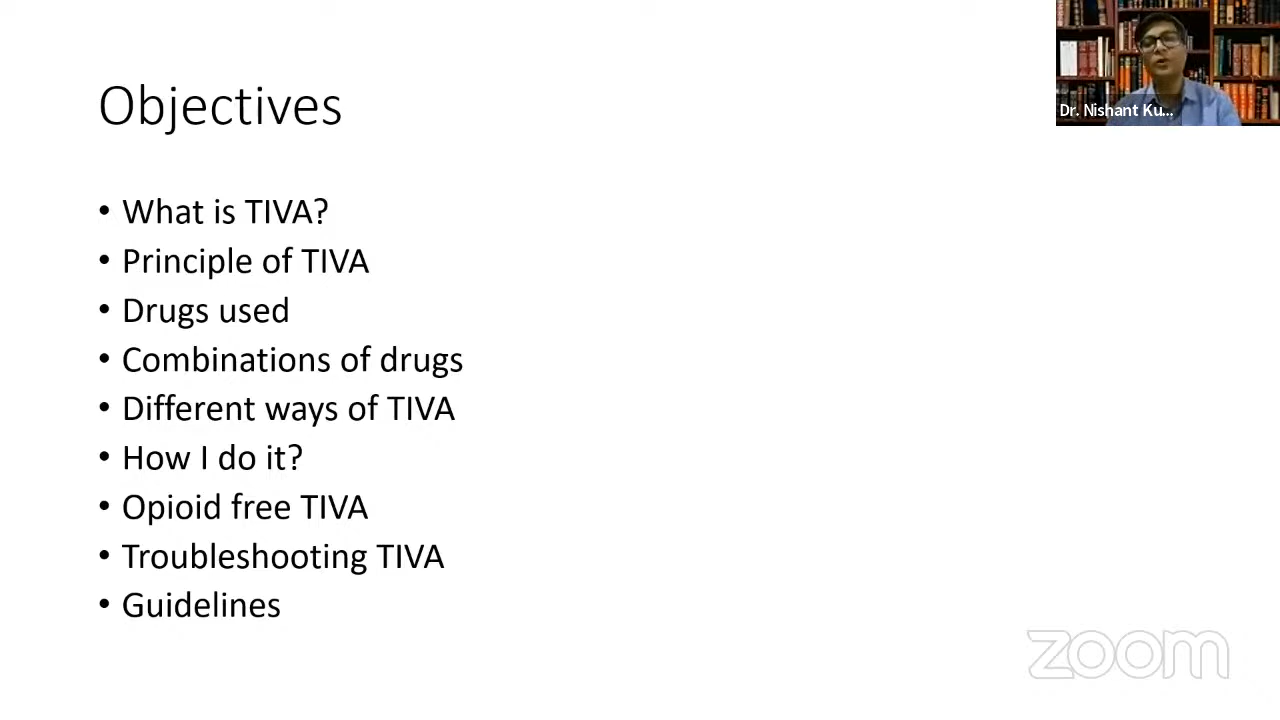 Objectives
Dr. Nishant Ku...
• What is TIVA?
• Principle of TIVA
• Drugs used
• Combinations of drugs
• Different ways of TIVA
• How I do it?
• Opioid free TIVA
• Troubleshooting TIVA
• Guidelines
zoom